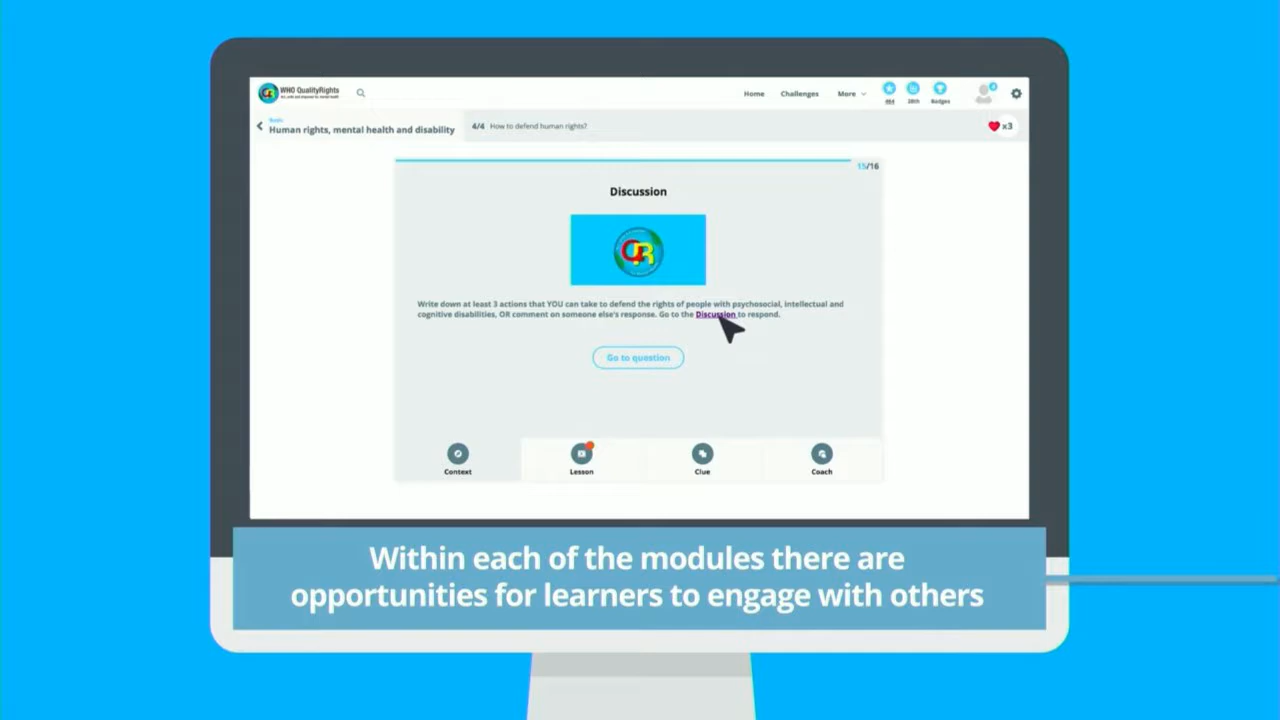 WHO QualityRights
Home
Challenges
More
28th
Badges
Human rights, mental health and disability
4/4 How to defend human rights?
x3
15/16
Discussion
QR
Write down at least 3 actions that YOU can take to defend the rights of people with psychosocial, intellectual and
cognitive disabilities, OR comment on someone else's response. Go to the Discussion to respond.
Go to question
Context
Lesson
Clue
Coach
Within each of the modules there are
opportunities for learners to engage with others